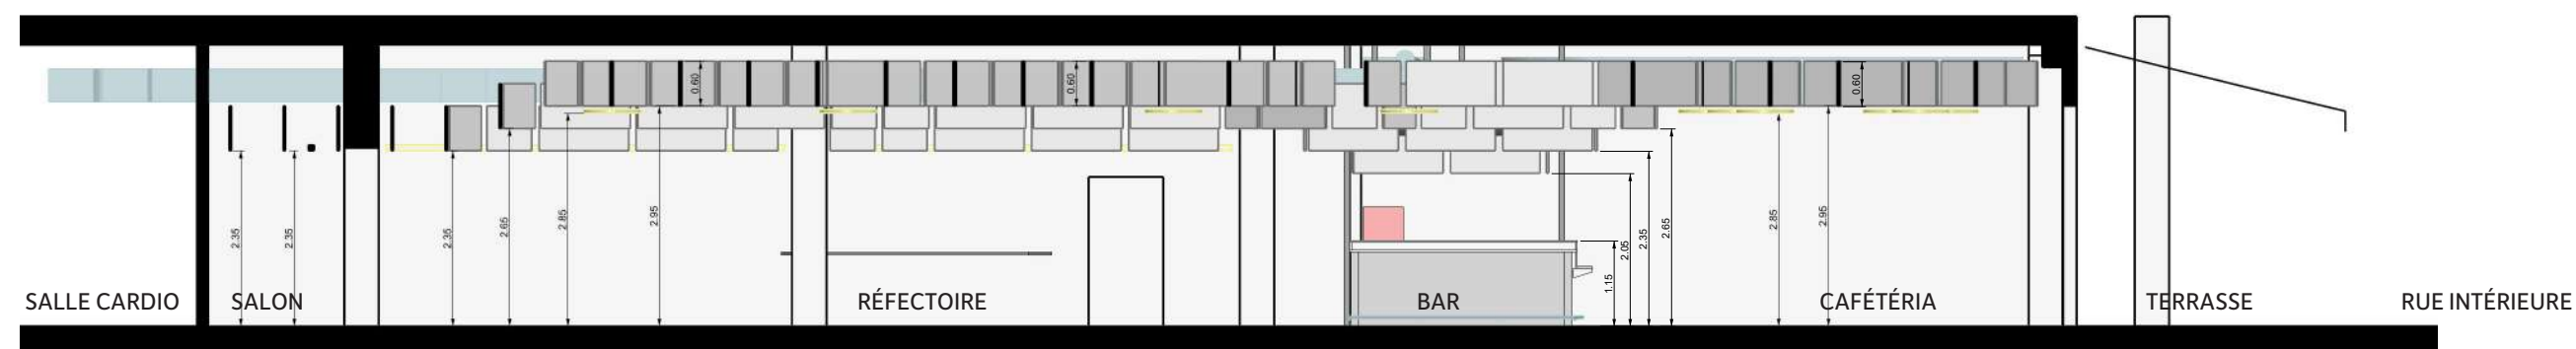 0.60
0.60
0.60
2.35
2.35
2.35
2.65
2.85
2.95
1.15
2.05
2.35
2.65
2.85
2.95
SALLE CARDIO
SALON
RÉFECTOIRE
BAR
CAFÉTÉRIA
TERRASSE
RUE INTÉRIEURE